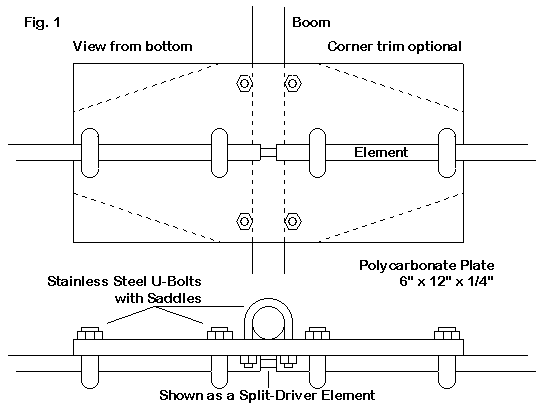 Fig. 1
Boom
View from bottom
Corner trim optional
Element
Polycarbonate Plate
6" x 12" x 1/4"
Stainless Steel U-Bolts
with Saddles
Shown as a Split-Driver Element